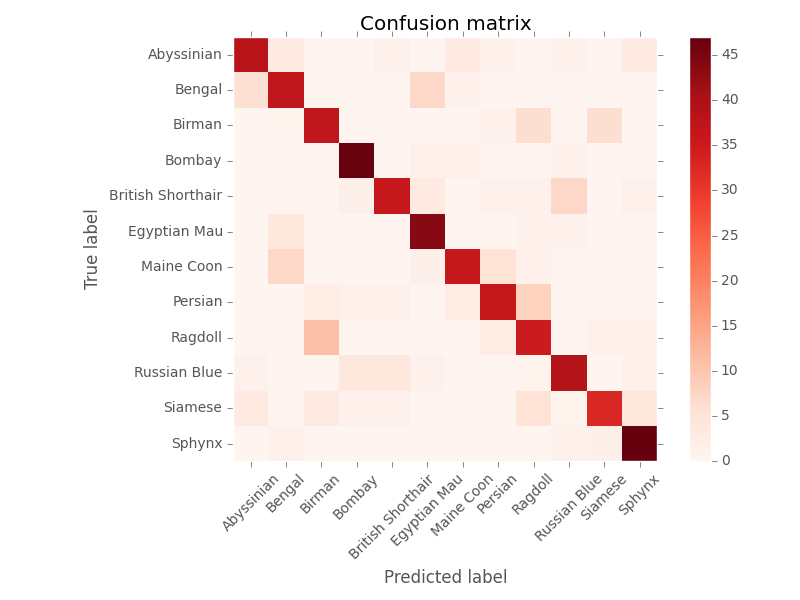 Confusion matrix
Abyssinian
Bengal
Birman
Bombay
British Shorthair
Egyptian Mau
Maine Coon
Persian
Ragdoll
Russian Blue
Siamese
Sphynx
True label
Abyssinian
Bengal
Birman
Bombay
British Shorthair
Egyptian Mau
Maine Coon
Persian
Ragdoll
Russian Blue
Siamese
Sphynx
Predicted label
45
40
35
30
25
20
15
10
5
0